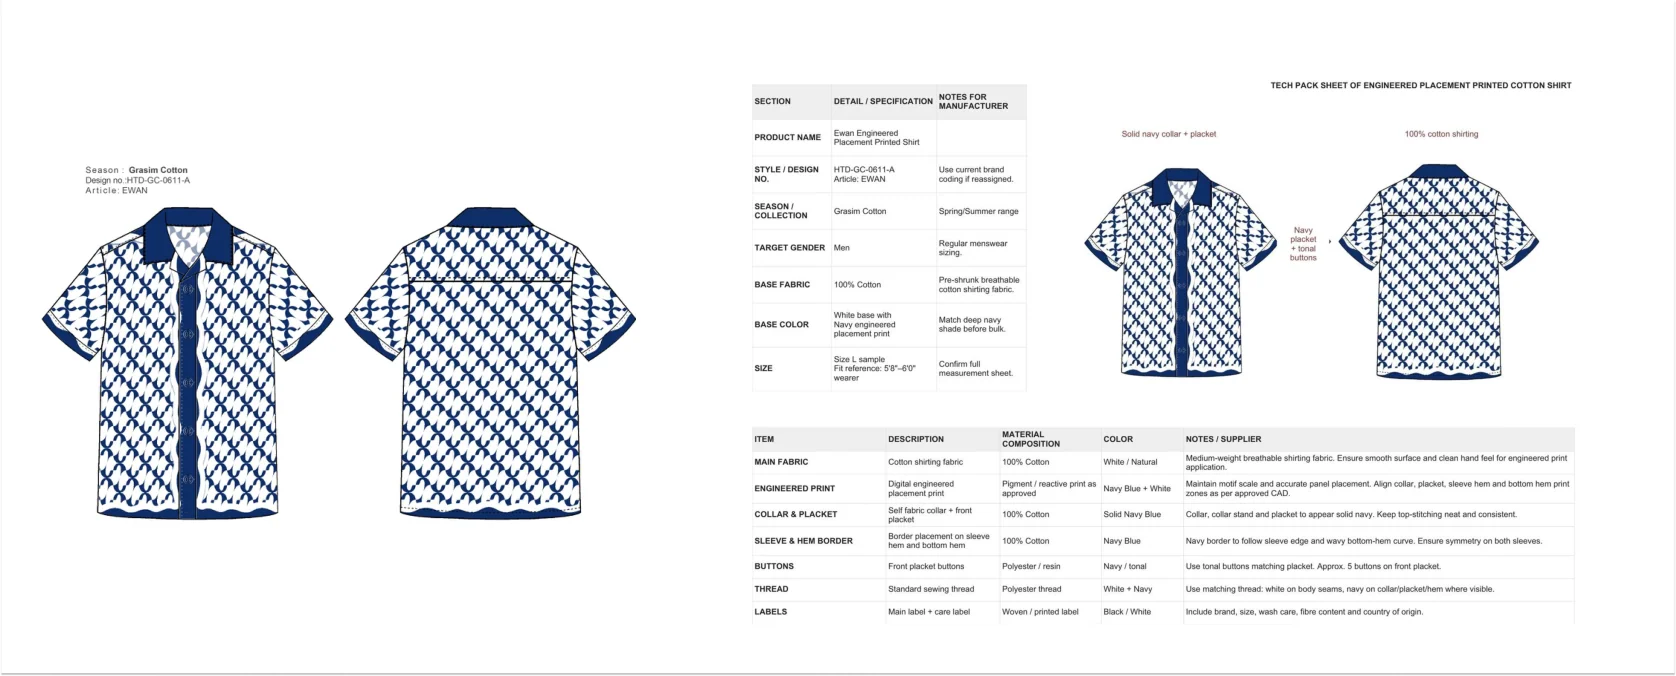 Season : Grasim Cotton
Design no.:HTD-GC-0611-A
Article: EWAN
SECTION
DETAIL / SPECIFICATION
NOTES FOR
MANUFACTURER
PRODUCT NAME
Ewan Engineered
Placement Printed Shirt
STYLE / DESIGN
NO.
HTD-GC-0611-A
Article: EWAN
Use current brand
coding if reassigned.
SEASON /
COLLECTION
Grasim Cotton
Spring/Summer range
TARGET GENDER
Men
Regular menswear
sizing.
BASE FABRIC
100% Cotton
Pre-shrunk breathable
cotton shirting fabric.
BASE COLOR
White base with
Navy engineered
placement print
Match deep navy
shade before bulk.
SIZE
Size L sample
Fit reference: 5'8"–6'0"
wearer
Confirm full
measurement sheet.
TECH PACK SHEET OF ENGINEERED PLACEMENT PRINTED COTTON SHIRT
Solid navy collar + placket
100% cotton shirting
Navy
placket
+ tonal
buttons
ITEM
DESCRIPTION
MATERIAL
COMPOSITION
COLOR
NOTES / SUPPLIER
MAIN FABRIC
Cotton shirting fabric
100% Cotton
White / Natural
Medium-weight breathable shirting fabric. Ensure smooth surface and clean hand feel for engineered print
application.
ENGINEERED PRINT
Digital engineered
placement print
Pigment / reactive print as
approved
Navy Blue + White
Maintain motif scale and accurate panel placement. Align collar, placket, sleeve hem and bottom hem print
zones as per approved CAD.
COLLAR & PLACKET
Self fabric collar + front
placket
100% Cotton
Solid Navy Blue
Collar, collar stand and placket to appear solid navy. Keep top-stitching neat and consistent.
SLEEVE & HEM BORDER
Border placement on sleeve
hem and bottom hem
100% Cotton
Navy Blue
Navy border to follow sleeve edge and wavy bottom-hem curve. Ensure symmetry on both sleeves.
BUTTONS
Front placket buttons
Polyester / resin
Navy / tonal
Use tonal buttons matching placket. Approx. 5 buttons on front placket.
THREAD
Standard sewing thread
Polyester thread
White + Navy
Use matching thread: white on body seams, navy on collar/placket/hem where visible.
LABELS
Main label + care label
Woven / printed label
Black / White
Include brand, size, wash care, fibre content and country of origin.